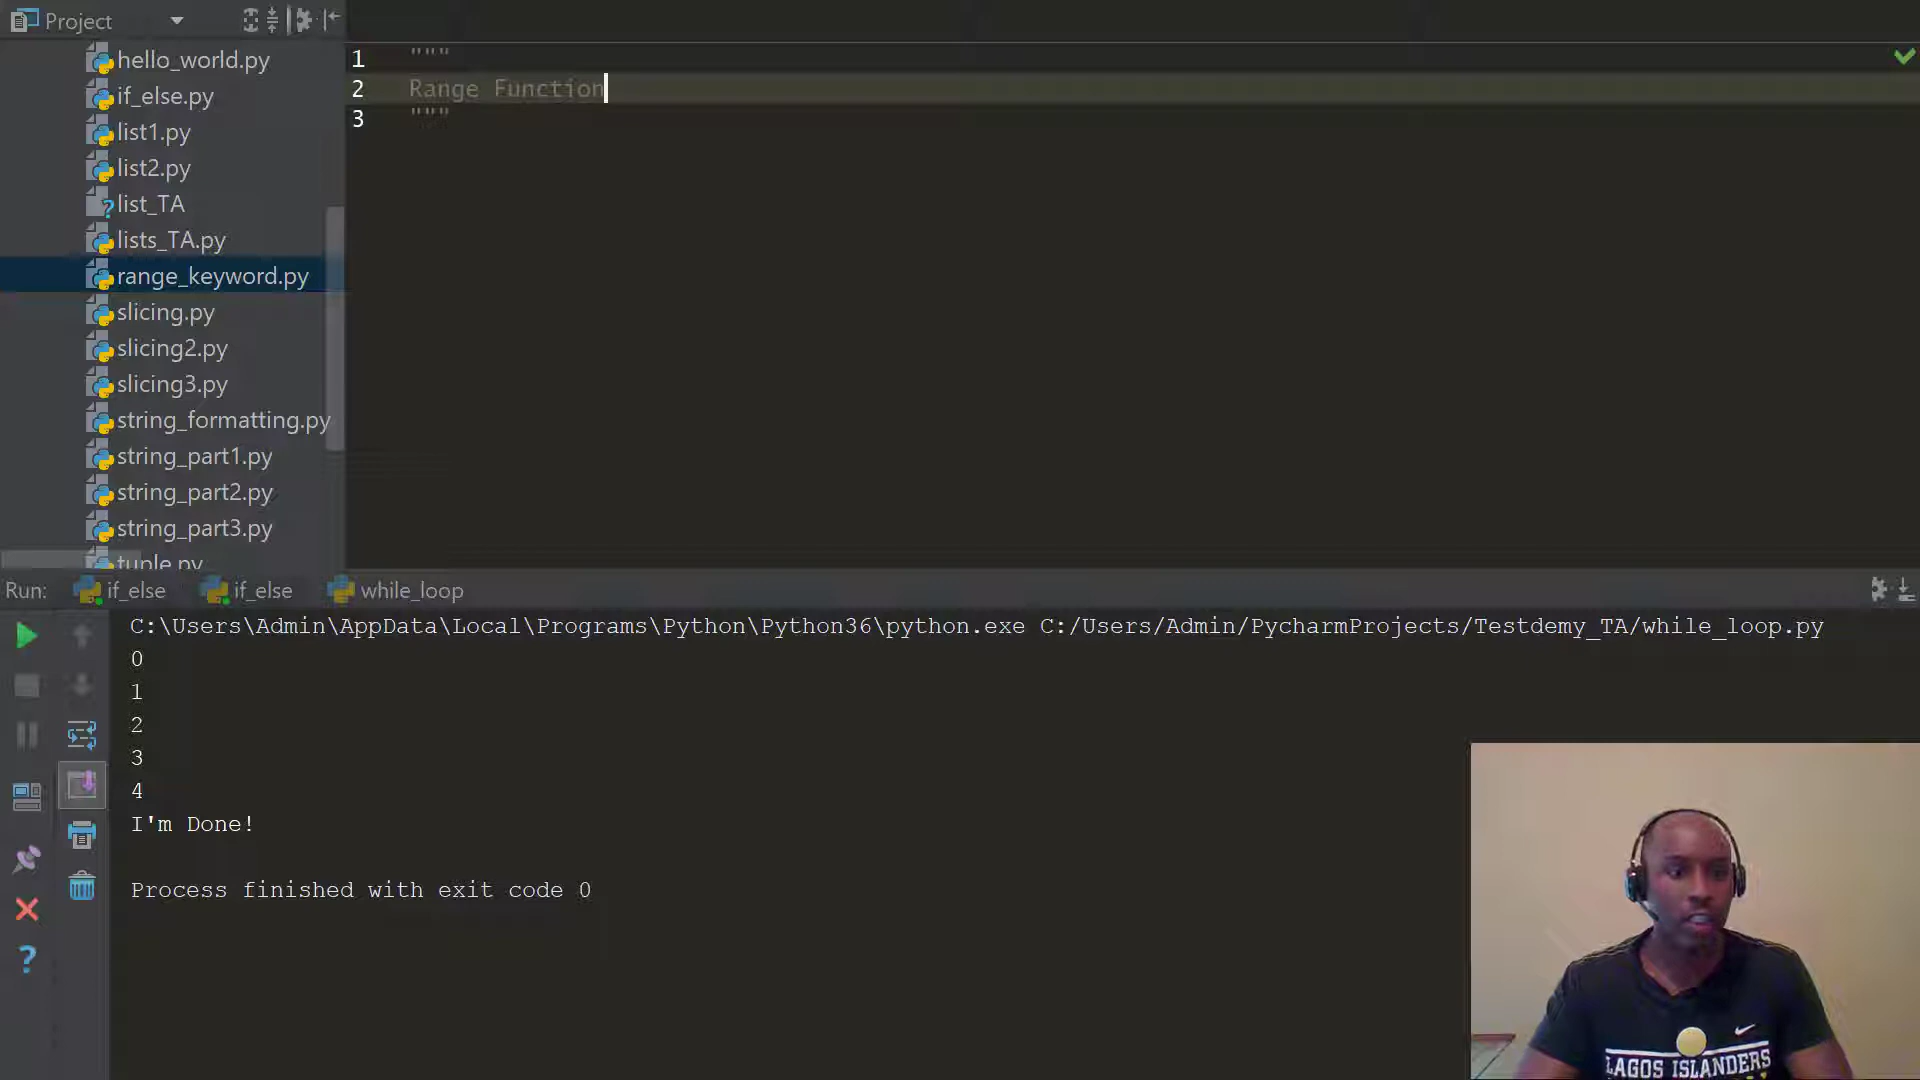 Project
hello_world.py
if_else.py
list1.py
list2.py
list_TA
lists_TA.py
range_keyword.py
slicing.py
slicing2.py
slicing3.py
string_formatting.py
string_part1.py
string_part2.py
string_part3.py
tuple.py
1 """
2 Range Function
3 """
Run: if_else if_else while_loop
C:\Users\Admin\AppData\Local\Programs\Python\Python36\python.exe C:/Users/Admin/PycharmProjects/Testdemy_TA/while_loop.py
0
1
2
3
4
I'm Done!
Process finished with exit code 0
LAGOS ISLANDERS